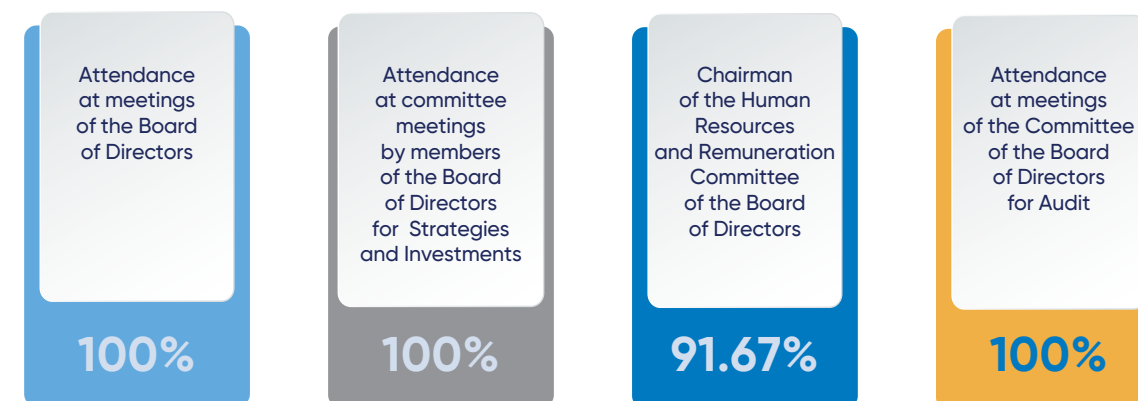 Attendance
at meetings
of the Board
of Directors
100%
Attendance
at committee
meetings
by members
of the Board
of Directors
for Strategies
and Investments
100%
Chairman
of the Human
Resources
and Remuneration
Committee
of the Board
of Directors
91.67%
Attendance
at meetings
of the Committee
of the Board
of Directors
for Audit
100%